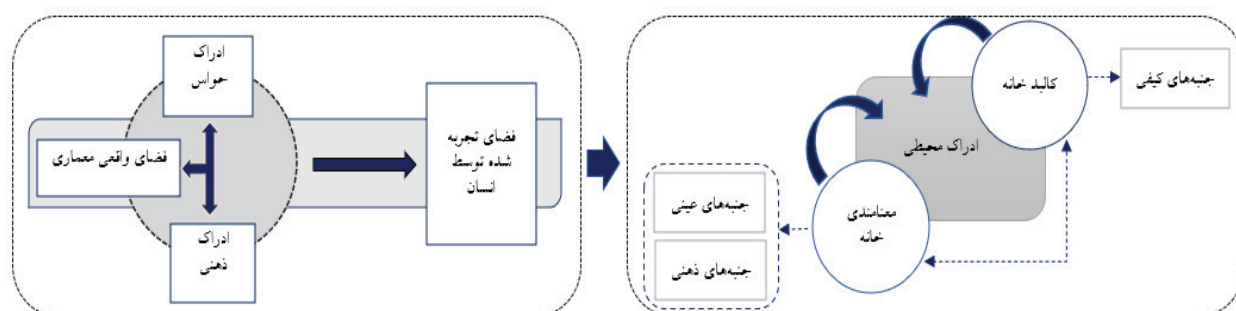 ادراک
حواس
فضای واقعی معماری
ادراک
ذهنی
فضای تجربه
شده توسط
انسان
کالبد خانه
جنبه‌های کیفی
ادراک محیطی
معنامندی
خانه
جنبه‌های عینی
جنبه‌های ذهنی